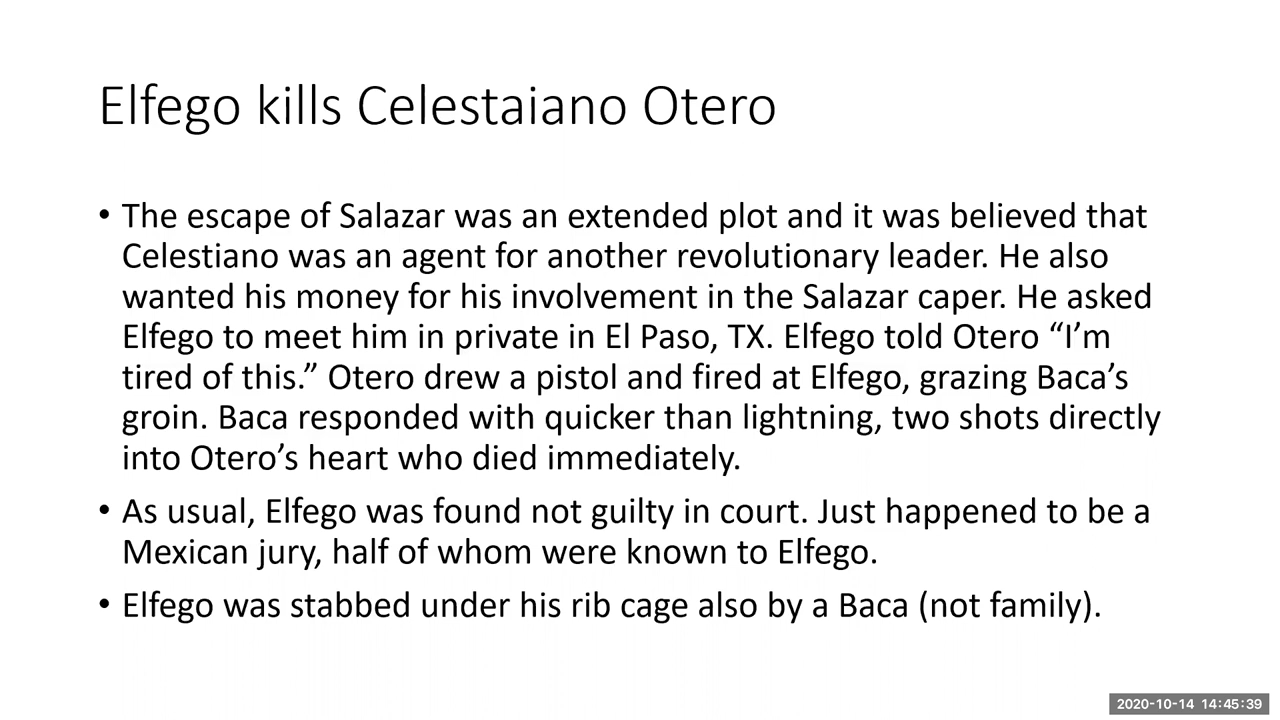 Elfego kills Celestaiano Otero
• The escape of Salazar was an extended plot and it was believed that
Celestiano was an agent for another revolutionary leader. He also
wanted his money for his involvement in the Salazar caper. He asked
Elfego to meet him in private in El Paso, TX. Elfego told Otero “I’m
tired of this.” Otero drew a pistol and fired at Elfego, grazing Baca’s
groin. Baca responded with quicker than lightning, two shots directly
into Otero’s heart who died immediately.
• As usual, Elfego was found not guilty in court. Just happened to be a
Mexican jury, half of whom were known to Elfego.
• Elfego was stabbed under his rib cage also by a Baca (not family).
2020-10-14 14:45:39